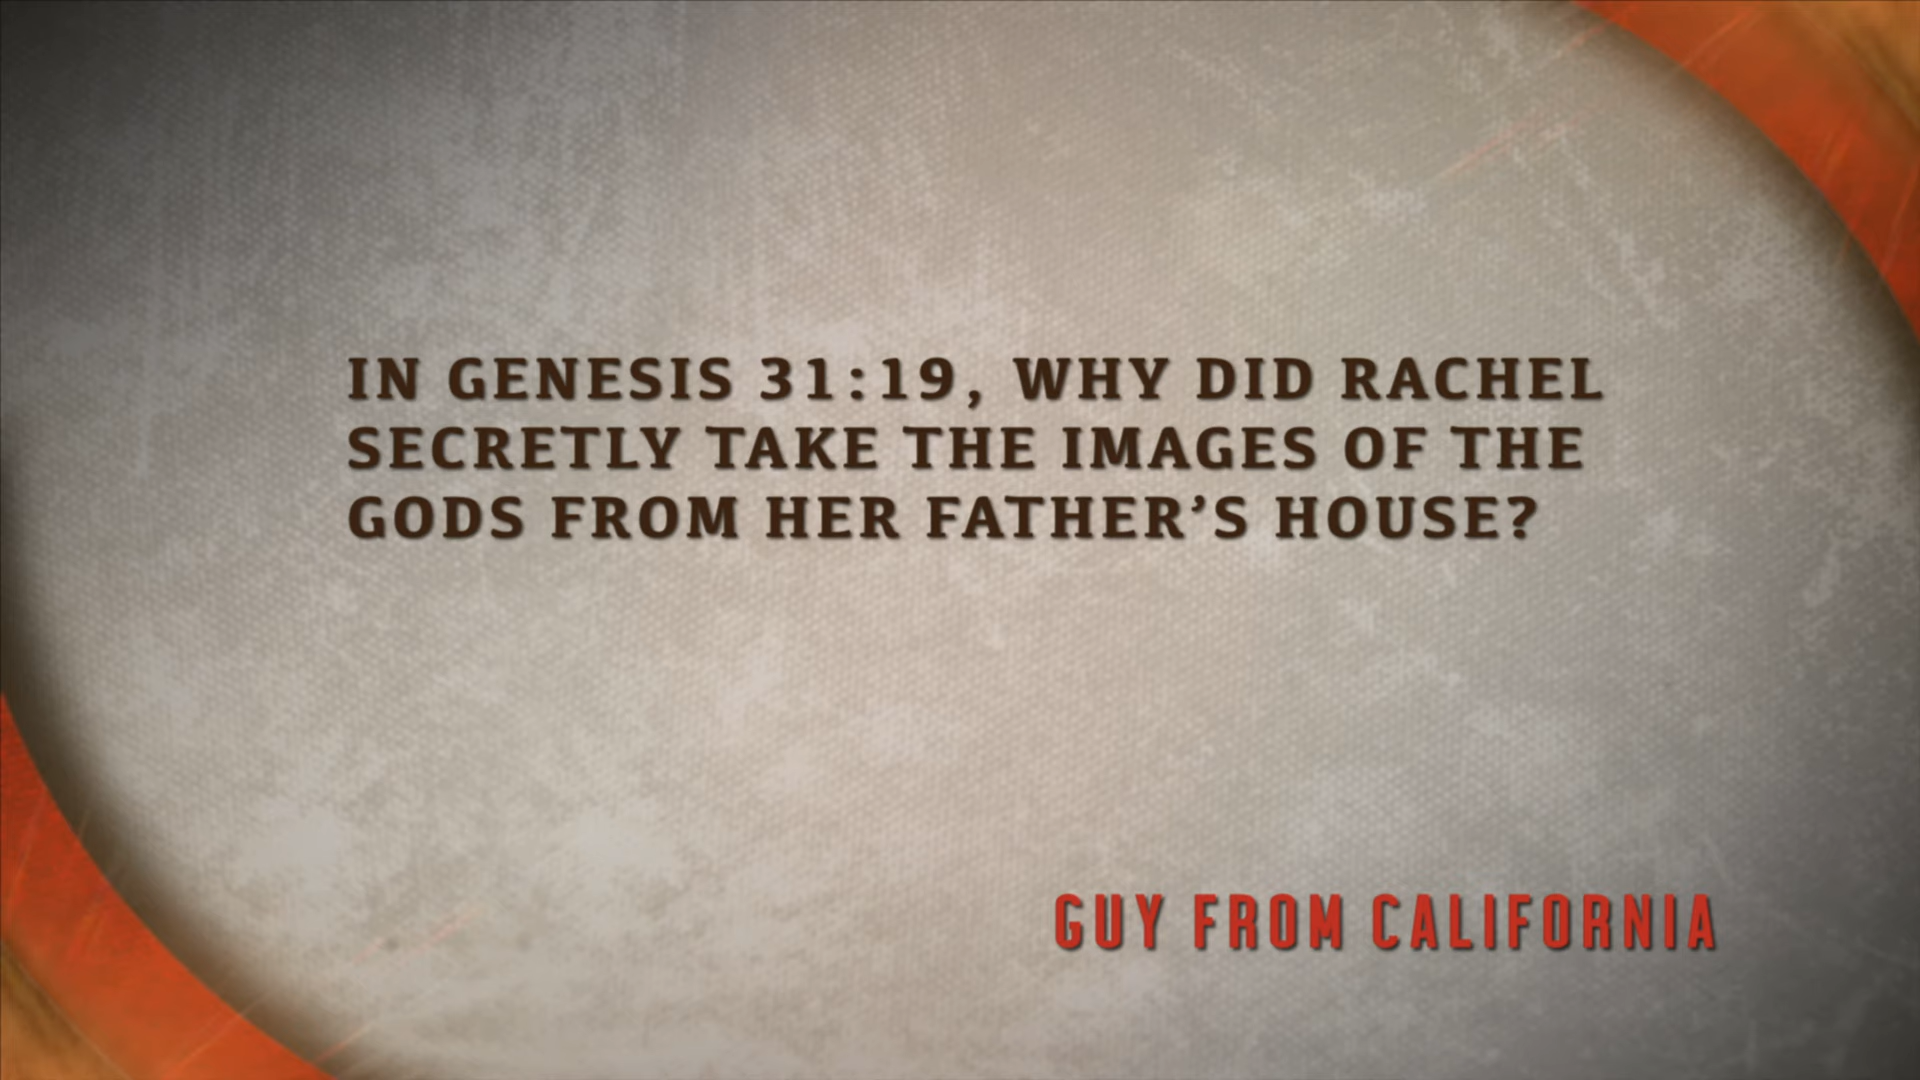 IN GENESIS 31:19, WHY DID RACHEL
SECRETLY TAKE THE IMAGES OF THE
GODS FROM HER FATHER’S HOUSE?
GUY FROM CALIFORNIA